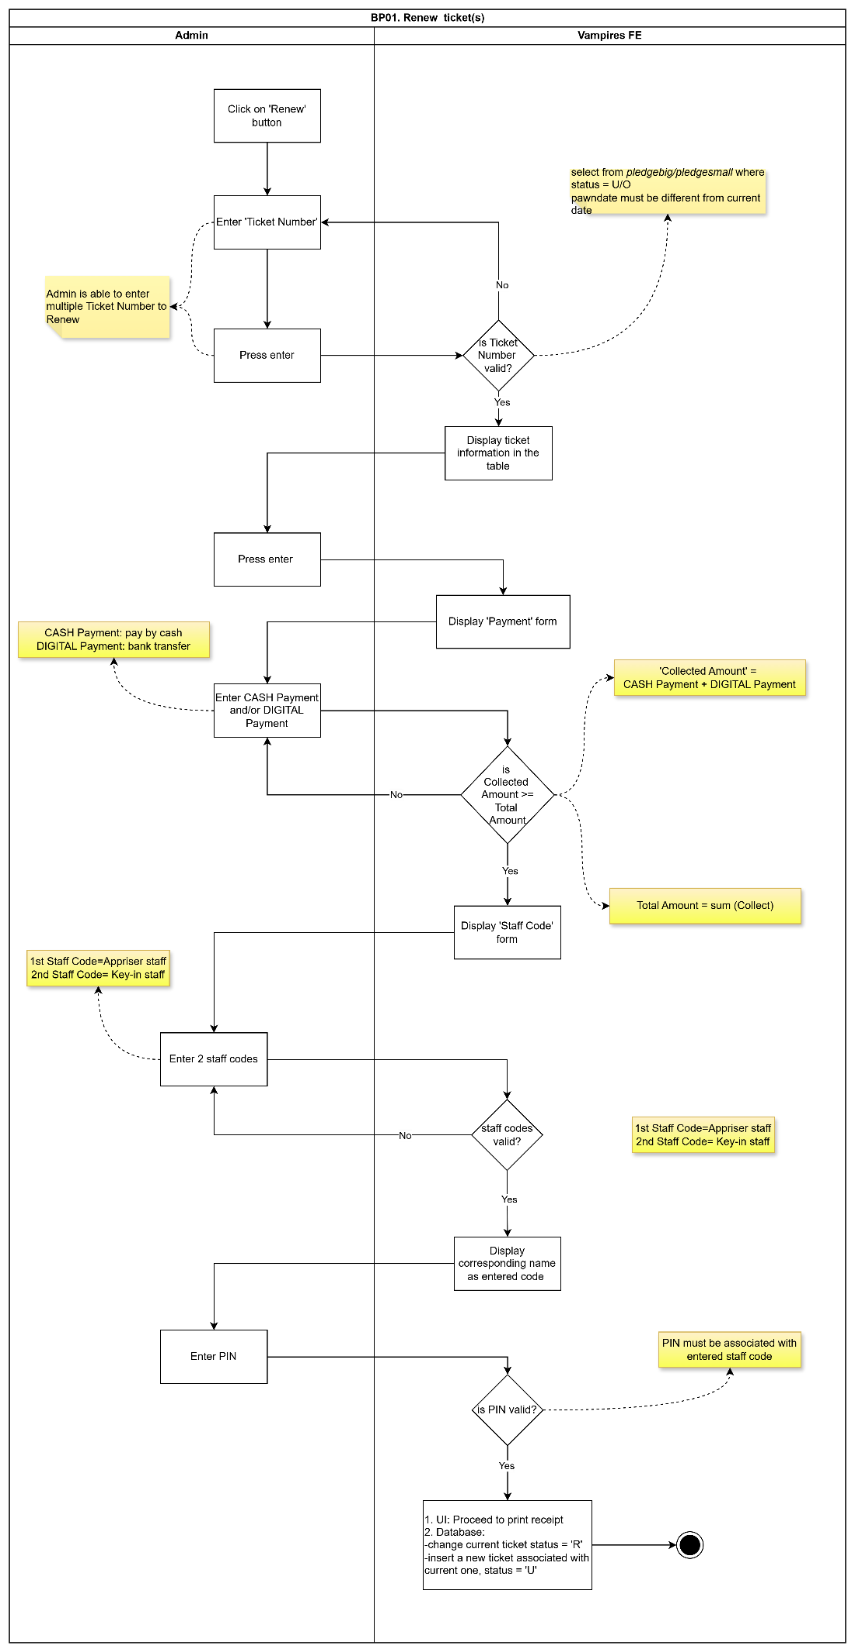 BP01. Renew ticket(s)
Admin
Vampires FE
Click on 'Renew'
button
select from pledgebig/pledgesmall where
status = U/O
pawndate must be different from current
date
Enter 'Ticket Number'
No
Admin is able to enter
multiple Ticket Number to
Renew
Press enter
is Ticket
Number
valid?
Yes
Display ticket
information in the
table
Press enter
Display 'Payment' form
CASH Payment: pay by cash
DIGITAL Payment: bank transfer
'Collected Amount' =
CASH Payment + DIGITAL Payment
Enter CASH Payment
and/or DIGITAL
Payment
is
Collected
Amount >=
Total
Amount
No
Yes
Total Amount = sum (Collect)
Display 'Staff Code'
form
1st Staff Code=Appriser staff
2nd Staff Code= Key-in staff
Enter 2 staff codes
staff codes
valid?
No
1st Staff Code=Appriser staff
2nd Staff Code= Key-in staff
Yes
Display
corresponding name
as entered code
Enter PIN
PIN must be associated with
entered staff code
is PIN valid?
Yes
1. UI: Proceed to print receipt
2. Database:
-change current ticket status = 'R'
-insert a new ticket associated with
current one, status = 'U'